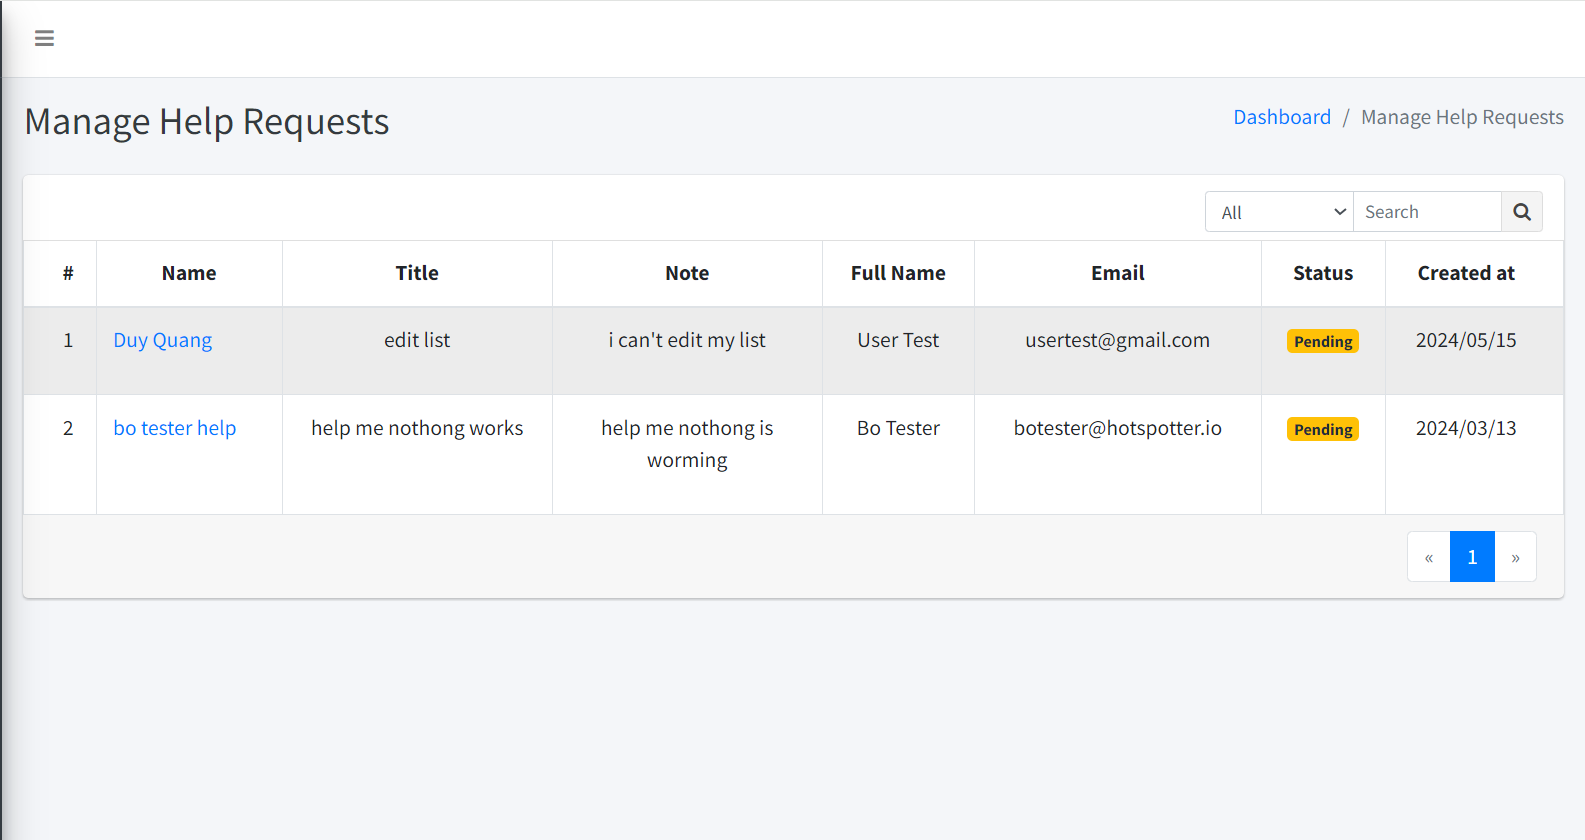 Manage Help Requests
Dashboard / Manage Help Requests
All Search
# Name Title Note Full Name Email Status Created at
1 Duy Quang edit list i can't edit my list User Test usertest@gmail.com Pending 2024/05/15
2 bo tester help help me nothong works help me nothong is Bo Tester botester@hotspotter.io Pending 2024/03/13
worming
« 1 »